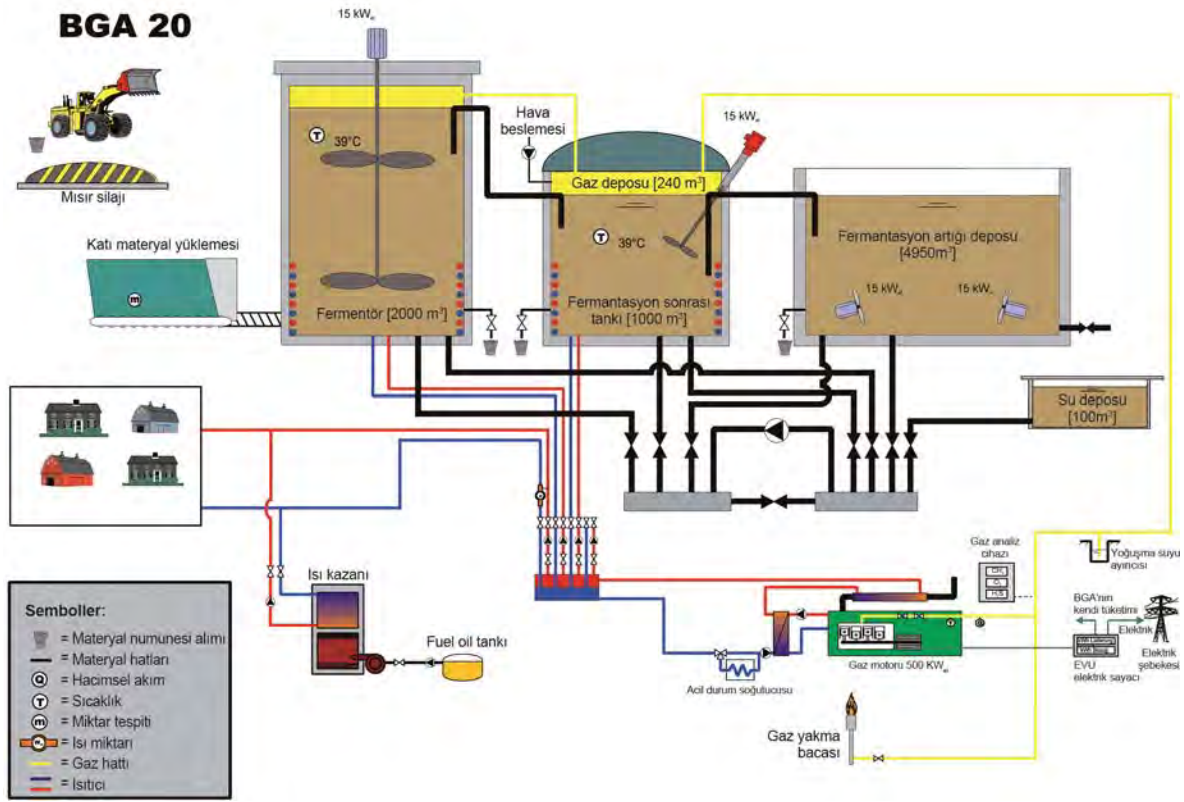 BGA 20
15 kWel
Mısır silajı
T
39°C
Hava
beslemesi
15 kWel
Gaz deposu [240 m³]
T
39°C
Katı materyal yüklemesi
m
Fermentör [2000 m³]
Fermantasyon sonrası
tankı [1000 m³]
Fermantasyon artığı deposu
[4950m³]
15 kWel
15 kW
Su deposu
[100m³]
Isı kazanı
Fuel oil tankı
Acil durum soğutucusu
Gaz motoru 500 KWel
Gaz analiz
cihazı
CH₄
O₂
H₂S
Yoğuşma suyu
ayırıcısı
BGA'nın
kendi tüketimi
Elektrik
EVU
elektrik sayacı
Elektrik
şebekesi
Gaz yakma
bacası
Semboller:
= Materyal numunesi alımı
= Materyal hatları
Q = Hacimsel akım
T = Sıcaklık
m = Miktar tespiti
= Isı miktarı
= Gaz hattı
= Isıtıcı